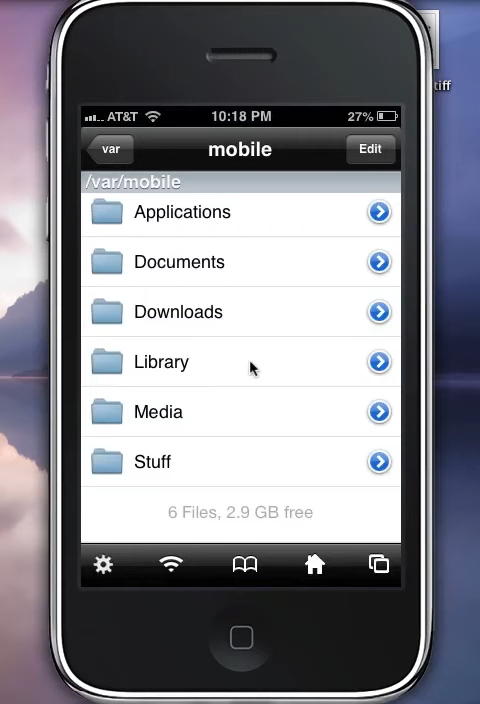 tiff
AT&T 10:18 PM 27%
var mobile Edit
/var/mobile
Applications
Documents
Downloads
Library
Media
Stuff
6 Files, 2.9 GB free